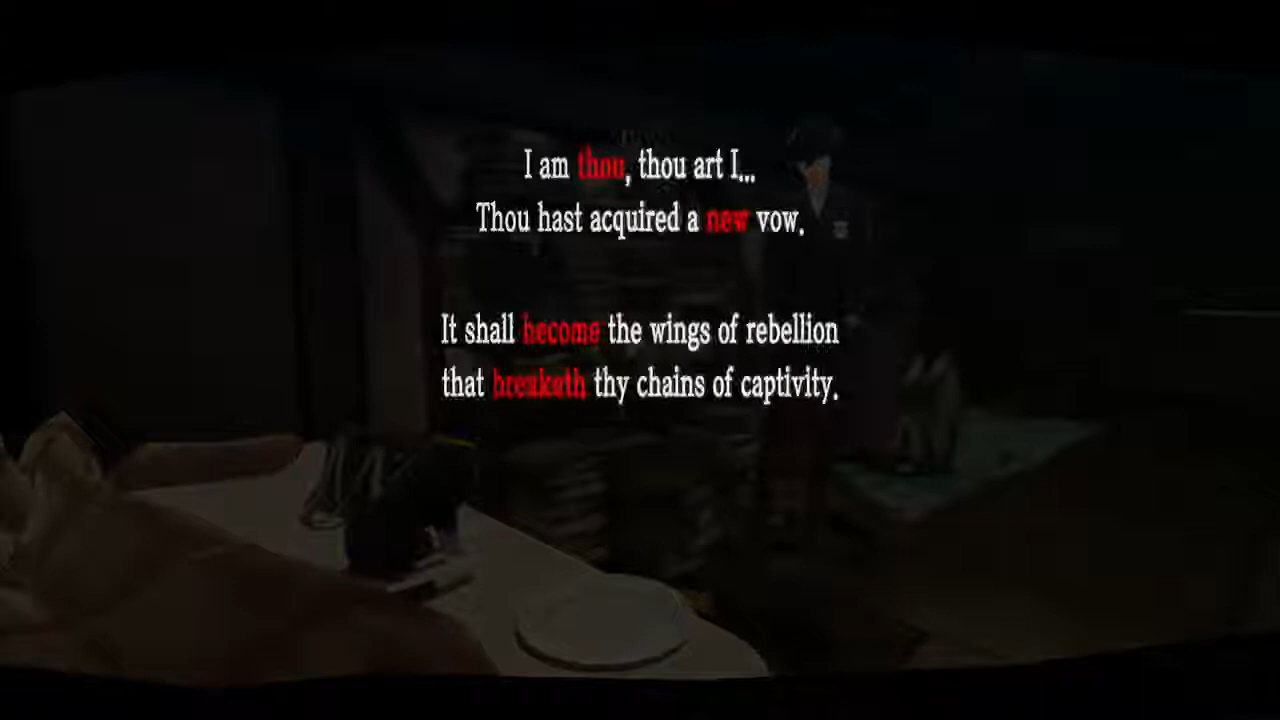 I am thou, thou art I...
Thou hast acquired a new vow.
It shall become the wings of rebellion
that breaketh thy chains of captivity.